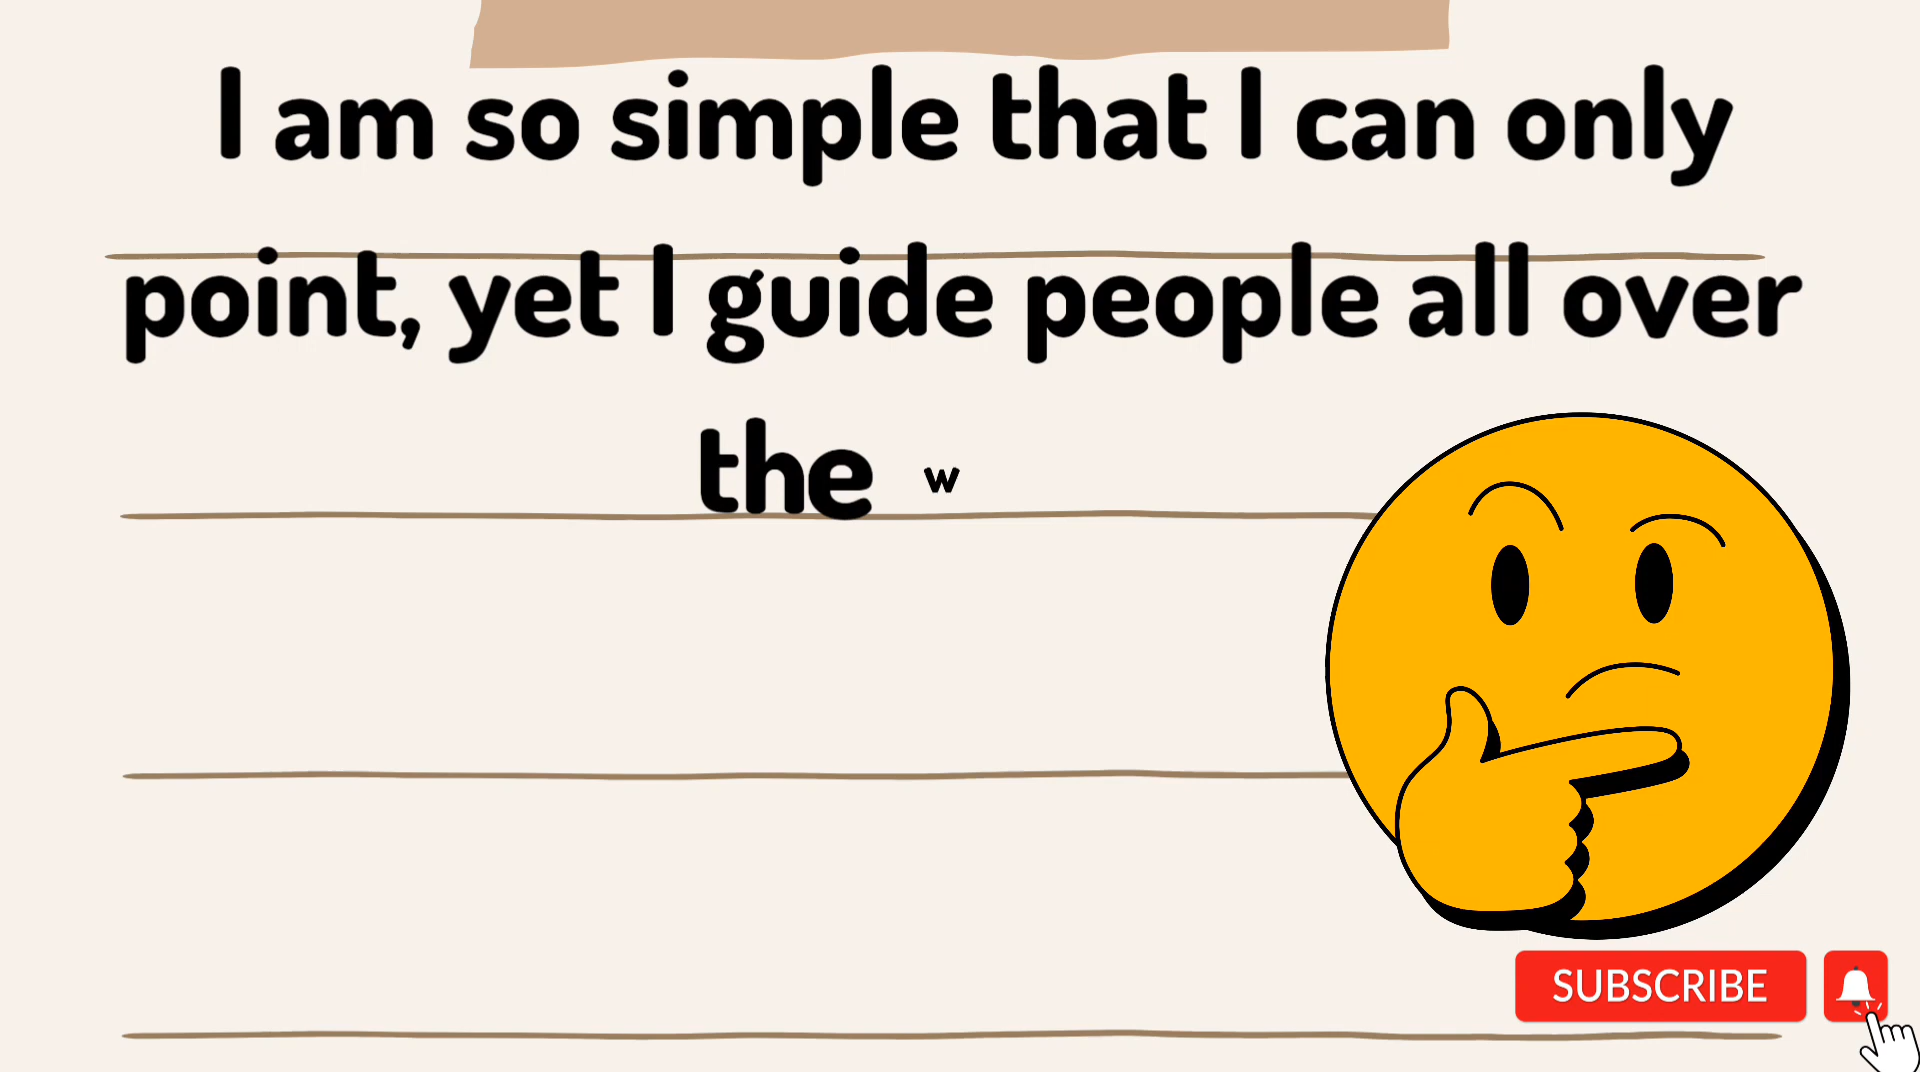 I am so simple that I can only
point, yet I guide people all over
the w
SUBSCRIBE